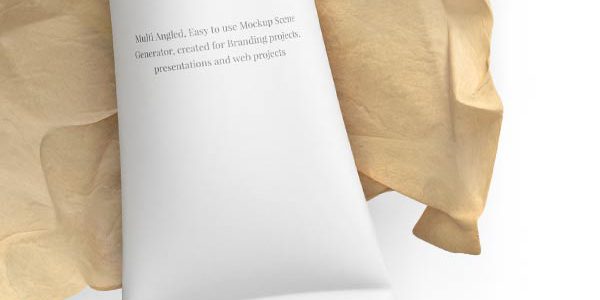 Multi Angled, Easy to use Mockup Scene
Generator, created for Branding projects,
presentations and web projects